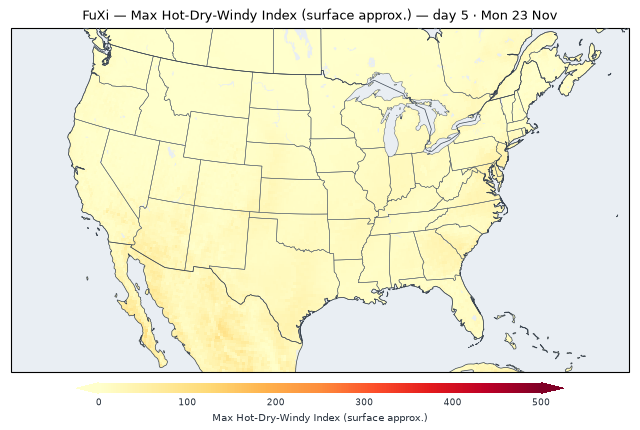 FuXi — Max Hot-Dry-Windy Index (surface approx.) — day 5 · Mon 23 Nov
0 100 200 300 400 500
Max Hot-Dry-Windy Index (surface approx.)